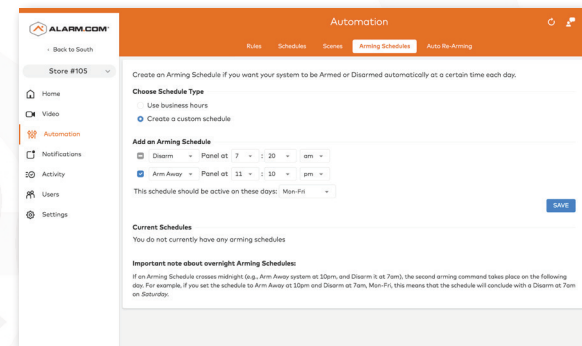 ALARM.COM
Automation
‹ Back to South
Store #105
Home
Video
Automation
Notifications
Activity
Users
Settings
Rules Schedules Scenes Arming Schedules Auto Re-Arming
Create an Arming Schedule if you want your system to be Armed or Disarmed automatically at a certain time each day.
Choose Schedule Type
Use business hours
Create a custom schedule
Add an Arming Schedule
Disarm Panel at 7 : 20 am
Arm Away Panel at 11 : 10 pm
This schedule should be active on these days: Mon-Fri
SAVE
Current Schedules
You do not currently have any arming schedules
Important note about overnight Arming Schedules:
If an Arming Schedule crosses midnight (e.g., Arm Away system at 10pm, and Disarm it at 7am), the second arming command takes place on the following
day. For example, if you set the schedule to Arm Away at 10pm and Disarm at 7am, Mon-Fri, this means that the schedule will conclude with a Disarm at 7am
on Saturday.